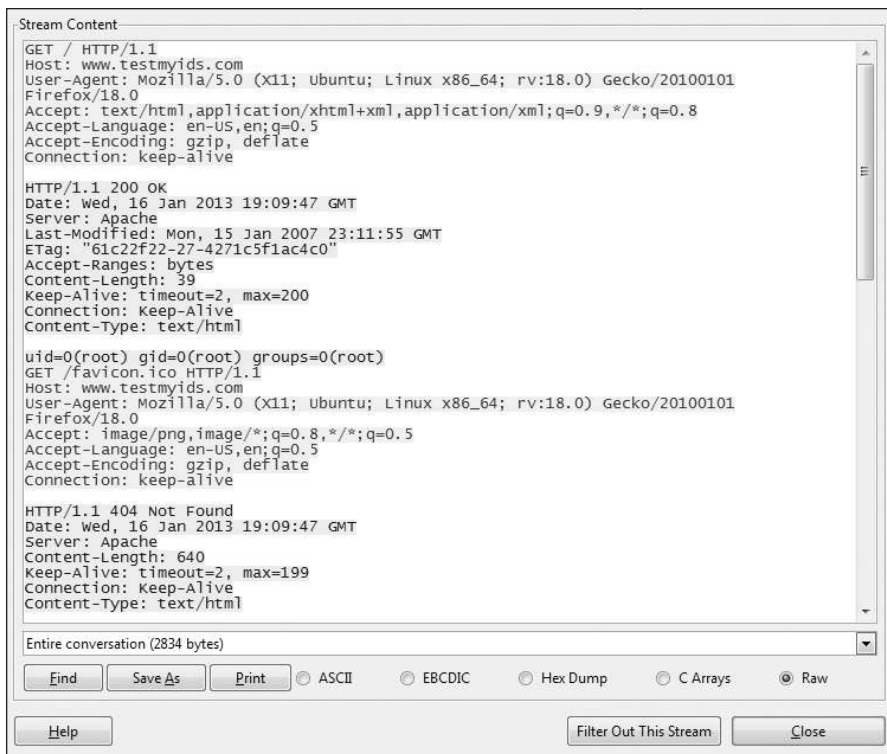 Stream Content
GET / HTTP/1.1
Host: www.testmyids.com
User-Agent: Mozilla/5.0 (X11; Ubuntu; Linux x86_64; rv:18.0) Gecko/20100101
Firefox/18.0
Accept: text/html,application/xhtml+xml,application/xml;q=0.9,*/*;q=0.8
Accept-Language: en-US,en;q=0.5
Accept-Encoding: gzip, deflate
Connection: keep-alive
HTTP/1.1 200 OK
Date: Wed, 16 Jan 2013 19:09:47 GMT
Server: Apache
Last-Modified: Mon, 15 Jan 2007 23:11:55 GMT
ETag: "61c22f22-27-4271c5f1ac4c0"
Accept-Ranges: bytes
Content-Length: 39
Keep-Alive: timeout=2, max=200
Connection: Keep-Alive
Content-Type: text/html
uid=0(root) gid=0(root) groups=0(root)
GET /favicon.ico HTTP/1.1
Host: www.testmyids.com
User-Agent: Mozilla/5.0 (X11; Ubuntu; Linux x86_64; rv:18.0) Gecko/20100101
Firefox/18.0
Accept: image/png,image/*;q=0.8,*/*;q=0.5
Accept-Language: en-US,en;q=0.5
Accept-Encoding: gzip, deflate
Connection: keep-alive
HTTP/1.1 404 Not Found
Date: Wed, 16 Jan 2013 19:09:47 GMT
Server: Apache
Content-Length: 640
Keep-Alive: timeout=2, max=199
Connection: Keep-Alive
Content-Type: text/html
Entire conversation (2834 bytes)
Find Save As Print ASCII EBCDIC Hex Dump C Arrays Raw
Help Filter Out This Stream Close